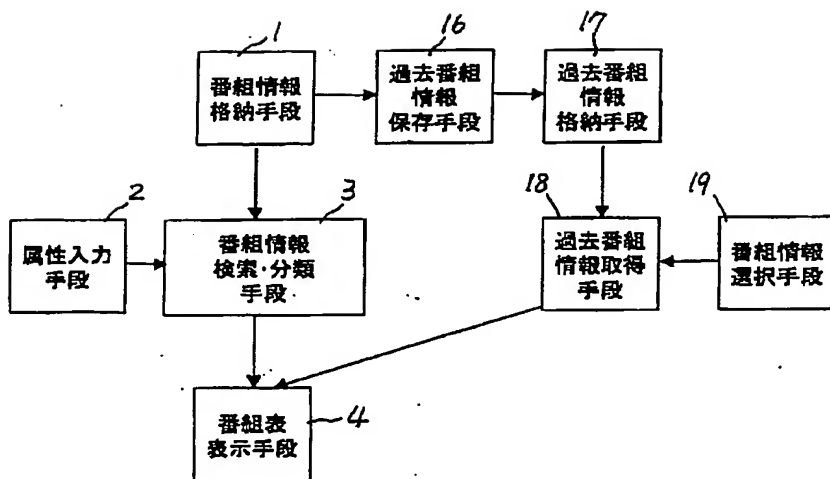 1
16
17
番組情報
格納手段
過去番組
情報
保存手段
過去番組
情報
格納手段
2
3
18
19
属性入力
手段
番組情報
検索・分類
手段
過去番組
情報取得
手段
番組情報
選択手段
番組表
表示手段
4